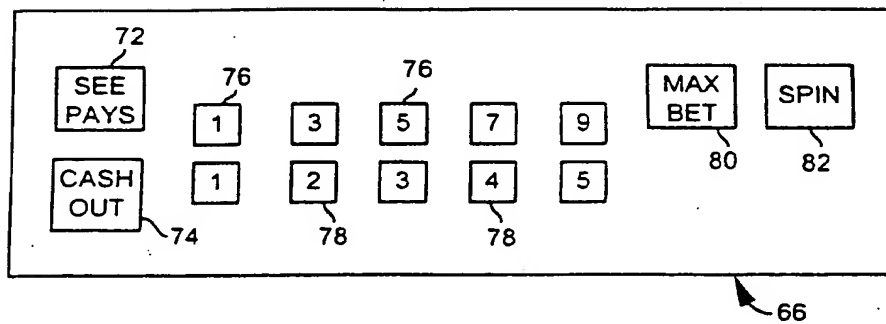 72
SEE
PAYS
76
76
1 3 5 7 9
MAX
BET
SPIN
80
82
CASH
OUT
1 2 3 4 5
74
78
78
66